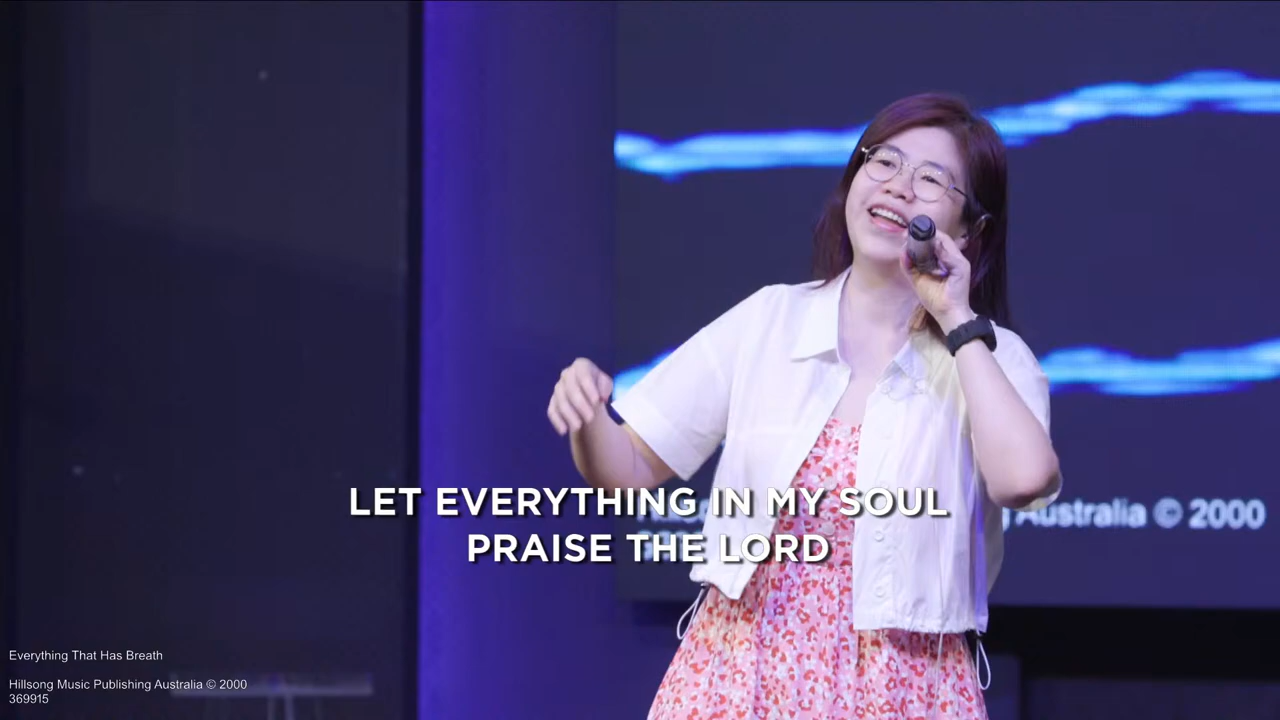 LET EVERYTHING IN MY SOUL
PRAISE THE LORD
Australia © 2000
Everything That Has Breath
Hillsong Music Publishing Australia © 2000
369915